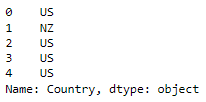 0    US
1    NZ
2    US
3    US
4    US
Name: Country, dtype: object